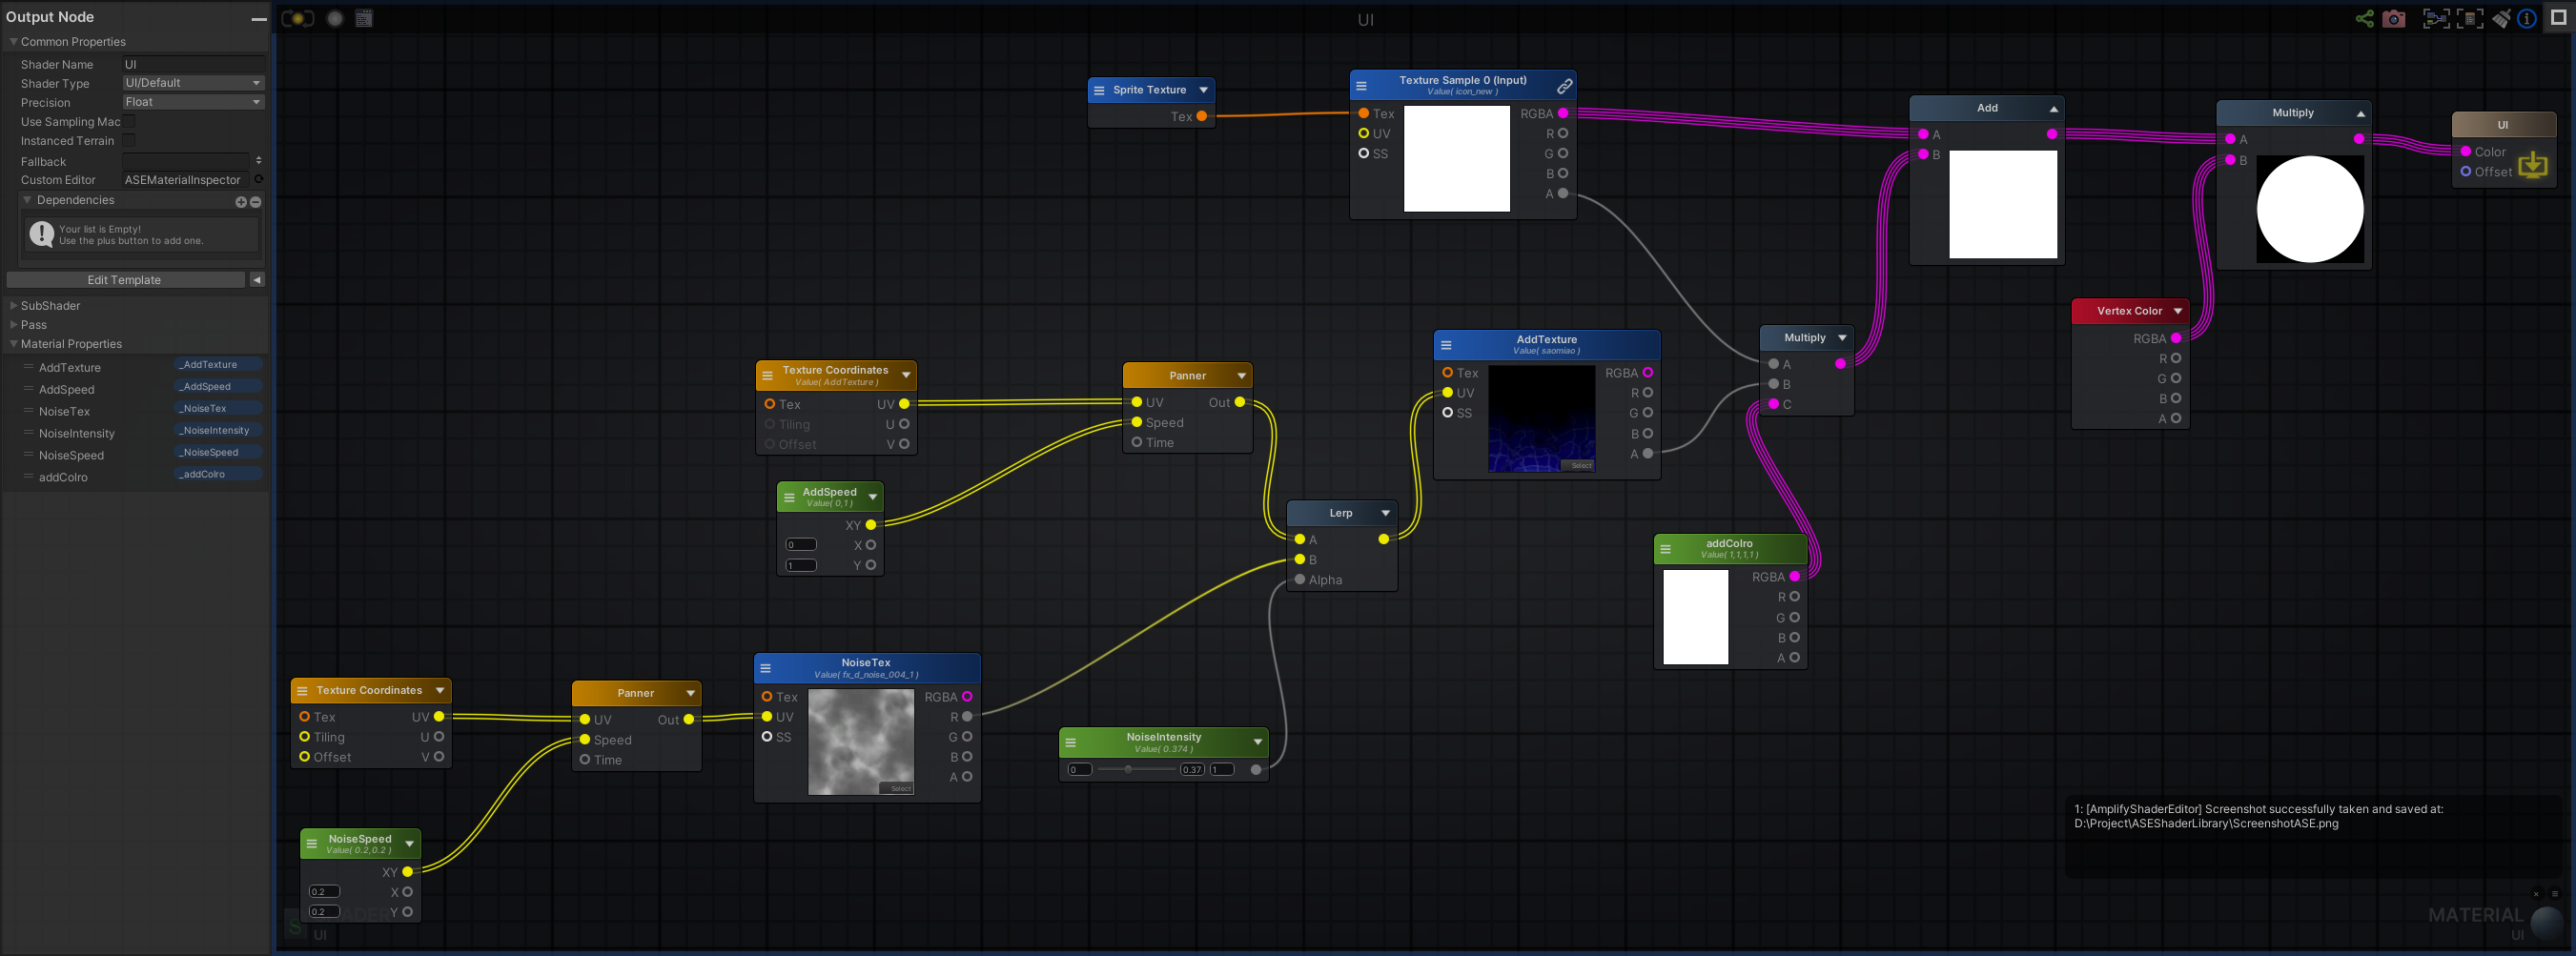 Output Node
Common Properties
Shader Name UI
Shader Type UI/Default
Precision Float
Use Sampling Mac
Instanced Terrain
Fallback
Custom Editor ASEMaterialInspector
Dependencies
Your list is Empty!
Use the plus button to add one.
Edit Template
SubShader
Pass
Material Properties
AddTexture _AddTexture
AddSpeed _AddSpeed
NoiseTex _NoiseTex
NoiseIntensity _NoiseIntensity
NoiseSpeed _NoiseSpeed
addColro _addColro
UI
Sprite Texture
Tex
Texture Sample 0 (Input)
Value( icon_new )
Tex RGBA
UV R
SS G
B
A
Add
A
B
Multiply
A
B
UI
Color
Offset
Vertex Color
RGBA
R
G
B
A
Texture Coordinates
Value( AddTexture )
Tex UV
Tiling U
Offset V
Panner
UV Out
Speed
Time
AddSpeed
Value( 0,1 )
XY
0 X
1 Y
AddTexture
Value( saomiao )
Tex RGBA
UV R
SS G
B
A
Select
Multiply
A
B
C
Lerp
A
B
Alpha
addColro
Value( 1,1,1,1 )
RGBA
R
G
B
A
Texture Coordinates
Tex UV
Tiling U
Offset V
Panner
UV Out
Speed
Time
NoiseTex
Value( fx_d_noise_004_1 )
Tex RGBA
UV R
SS G
B
A
Select
NoiseIntensity
Value( 0.374 )
0 0.37 1
NoiseSpeed
Value( 0.2,0.2 )
XY
0.2 X
0.2 Y
UI
1: [AmplifyShaderEditor] Screenshot successfully taken and saved at:
D:\Project\ASEShaderLibrary\ScreenshotASE.png
MATERIAL
UI